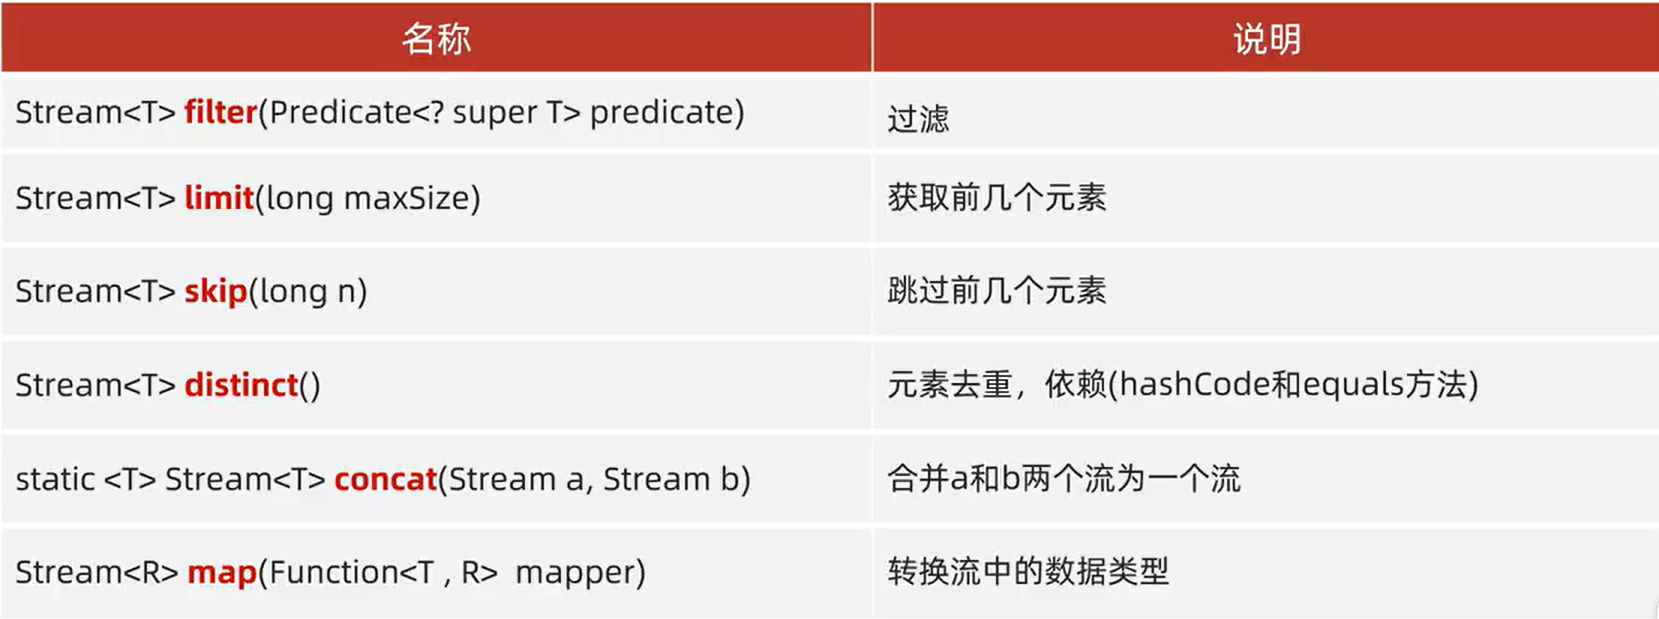 名称
说明
Stream<T> filter(Predicate<? super T> predicate)
过滤
Stream<T> limit(long maxSize)
获取前几个元素
Stream<T> skip(long n)
跳过前几个元素
Stream<T> distinct()
元素去重，依赖(hashCode和equals方法)
static <T> Stream<T> concat(Stream a, Stream b)
合并a和b两个流为一个流
Stream<R> map(Function<T , R>  mapper)
转换流中的数据类型